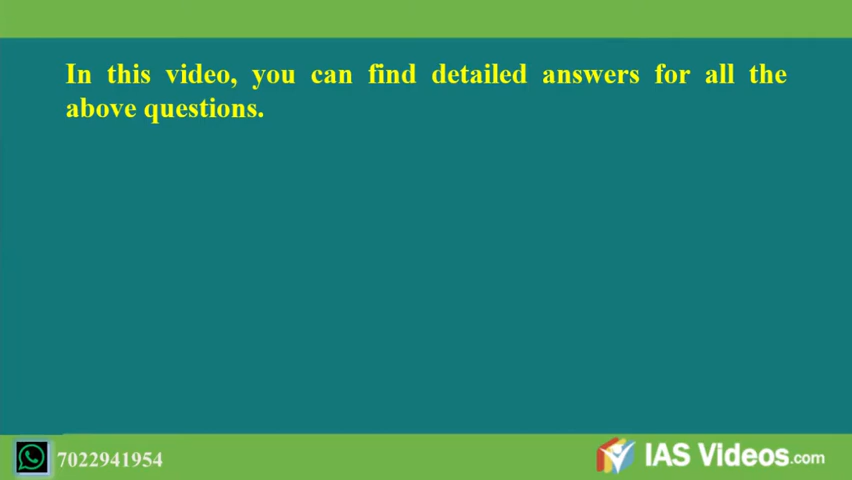 In this video, you can find detailed answers for all the
above questions.
7022941954
IAS Videos.com